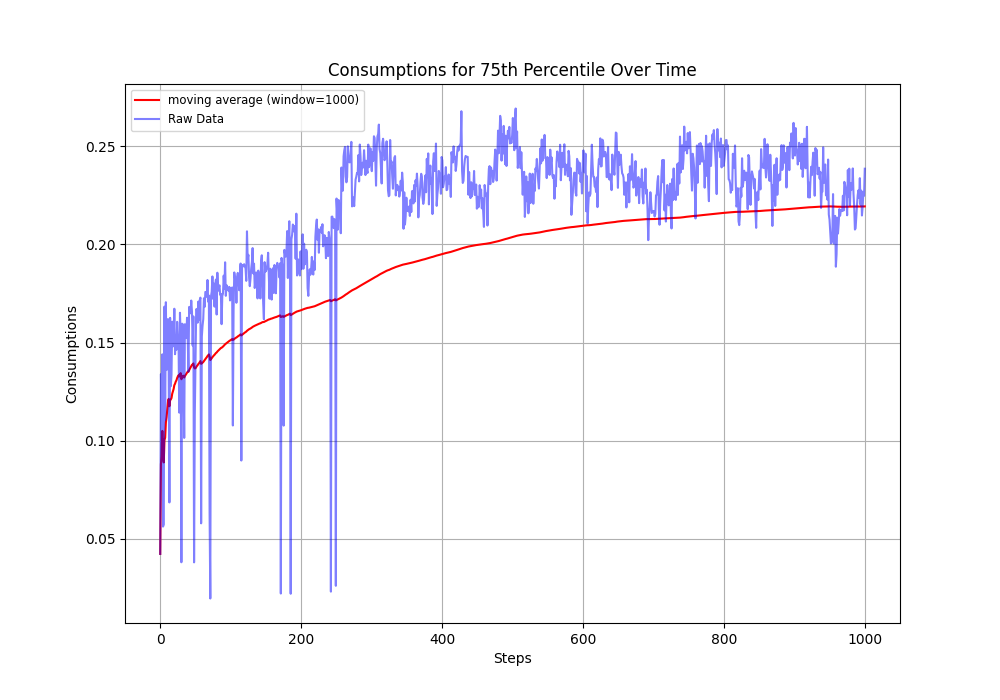 Consumptions for 75th Percentile Over Time
moving average (window=1000)
Raw Data
0.25
0.20
0.15
0.10
0.05
Consumptions
0 200 400 600 800 1000
Steps